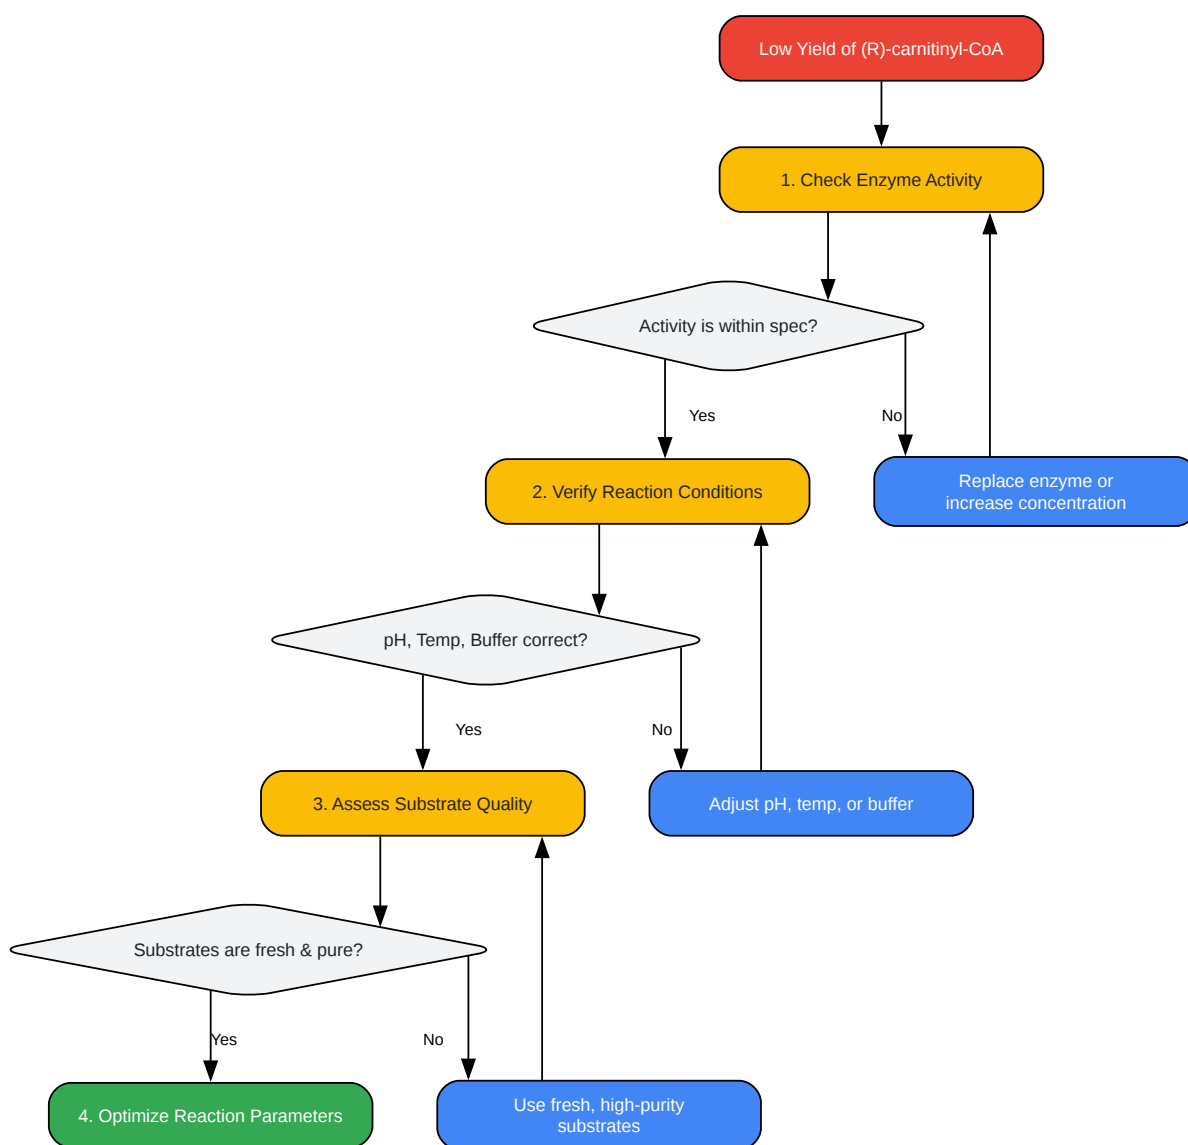 Low Yield of (R)-carnitinyl-CoA
1. Check Enzyme Activity
Activity is within spec?
Yes
No
2. Verify Reaction Conditions
Replace enzyme or
increase concentration
pH, Temp, Buffer correct?
Yes
No
3. Assess Substrate Quality
Adjust pH, temp, or buffer
Substrates are fresh & pure?
Yes
No
4. Optimize Reaction Parameters
Use fresh, high-purity
substrates